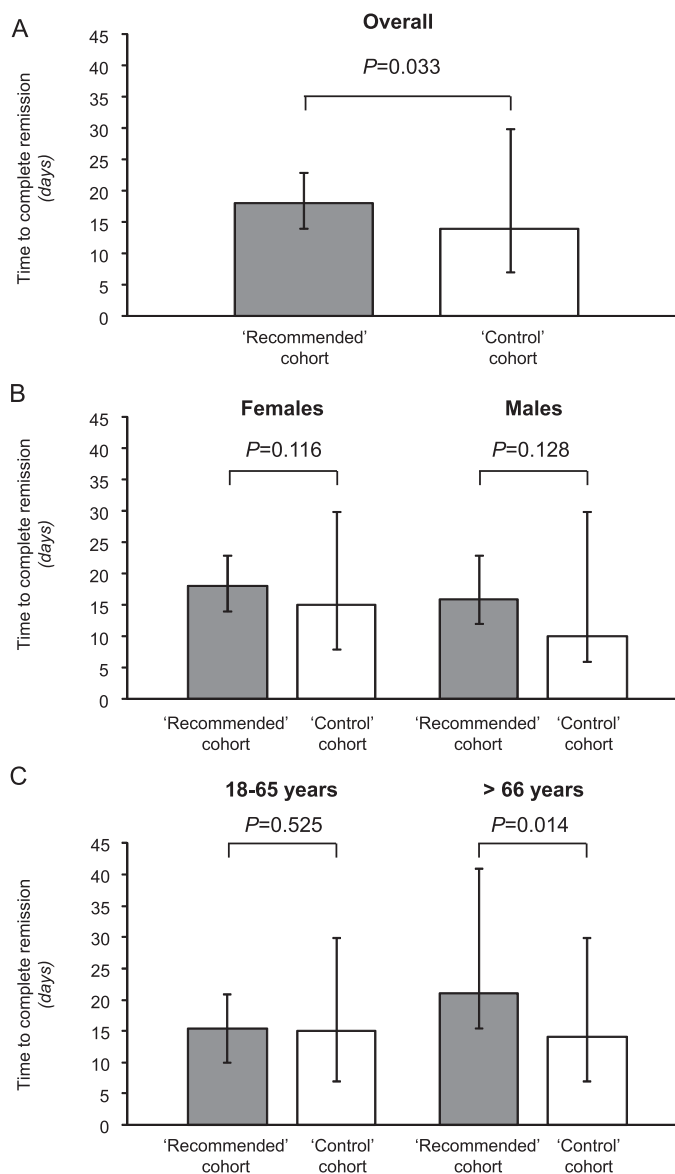 A
Overall
P=0.033
Time to complete remission
(days)
45
40
35
30
25
20
15
10
5
0
‘Recommended’
cohort
‘Control’
cohort
B
Females
Males
P=0.116
P=0.128
Time to complete remission
(days)
45
40
35
30
25
20
15
10
5
0
‘Recommended’
cohort
‘Control’
cohort
‘Recommended’
cohort
‘Control’
cohort
C
18-65 years
> 66 years
P=0.525
P=0.014
Time to complete remission
(days)
45
40
35
30
25
20
15
10
5
0
‘Recommended’
cohort
‘Control’
cohort
‘Recommended’
cohort
‘Control’
cohort